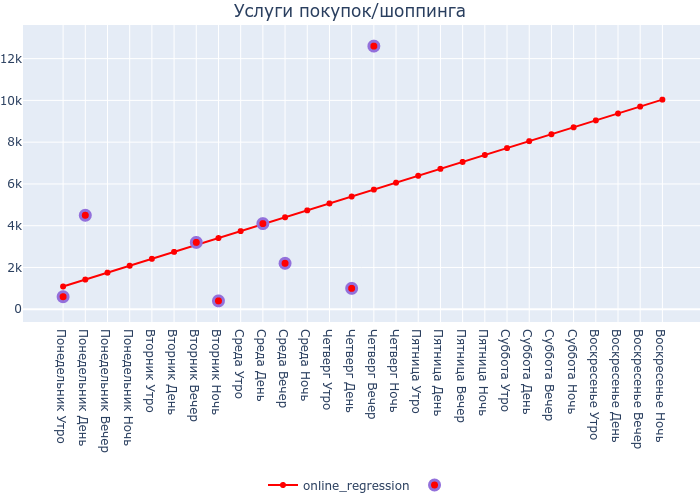 Услуги покупок/шоппинга
12k
10k
8k
6k
4k
2k
0
Понедельник Утро
Понедельник День
Понедельник Вечер
Понедельник Ночь
Вторник Утро
Вторник День
Вторник Вечер
Вторник Ночь
Среда Утро
Среда День
Среда Вечер
Среда Ночь
Четверг Утро
Четверг День
Четверг Вечер
Четверг Ночь
Пятница Утро
Пятница День
Пятница Вечер
Пятница Ночь
Суббота Утро
Суббота День
Суббота Вечер
Суббота Ночь
Воскресенье Утро
Воскресенье День
Воскресенье Вечер
Воскресенье Ночь
online_regression